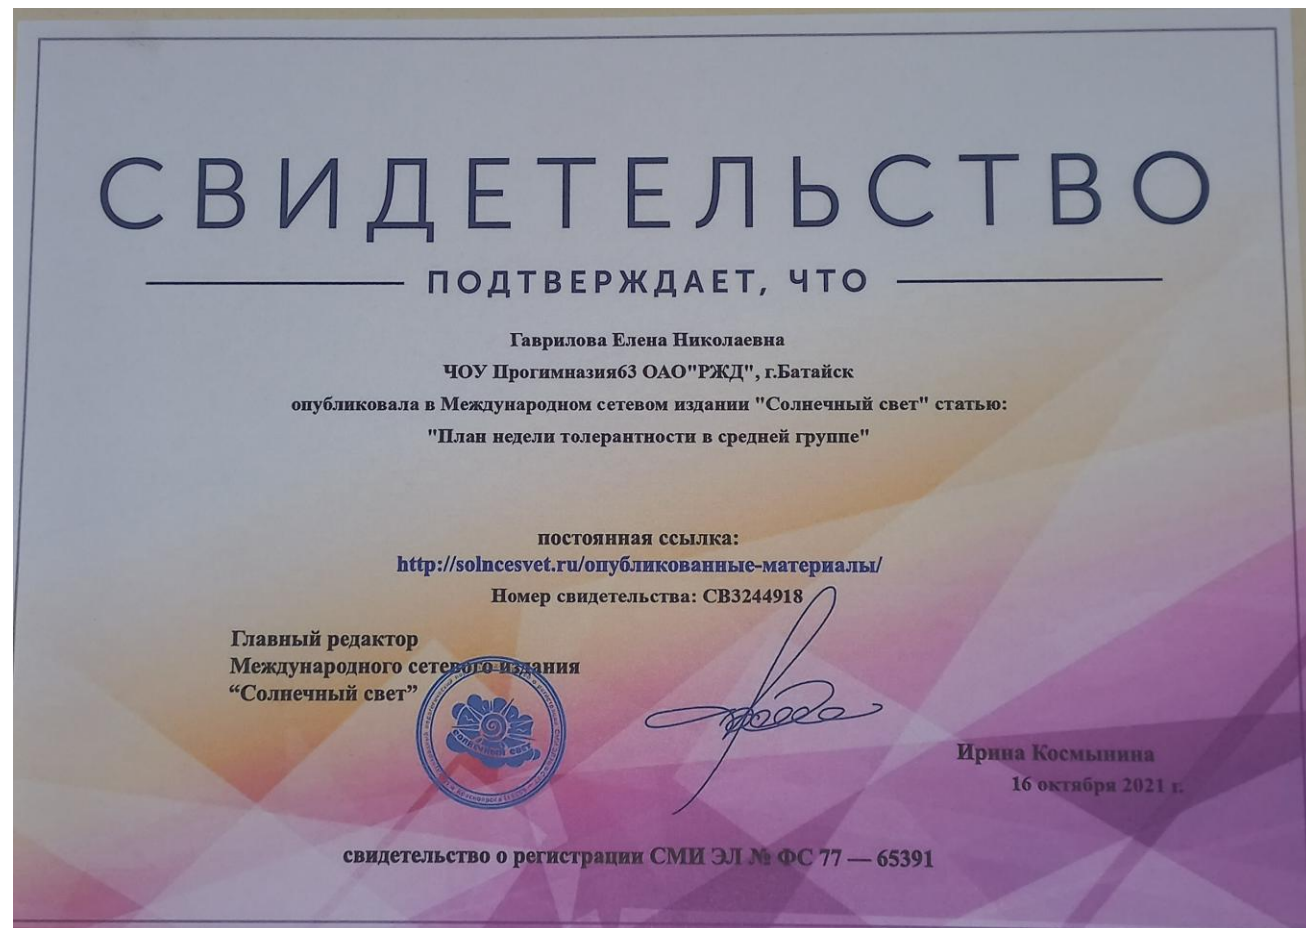 СВИДЕТЕЛЬСТВО
ПОДТВЕРЖДАЕТ, ЧТО
Гаврилова Елена Николаевна
ЧОУ Прогимназия63 ОАО"РЖД", г.Батайск
опубликовала в Международном сетевом издании "Солнечный свет" статью:
"План недели толерантности в средней группе"
постоянная ссылка:
http://solncesvet.ru/опубликованные-материалы/
Номер свидетельства: СВ3244918
Главный редактор
Международного сетевого издания
“Солнечный свет”
солнечный свет
Ирина Космынина
16 октября 2021 г.
свидетельство о регистрации СМИ ЭЛ № ФС 77 — 65391